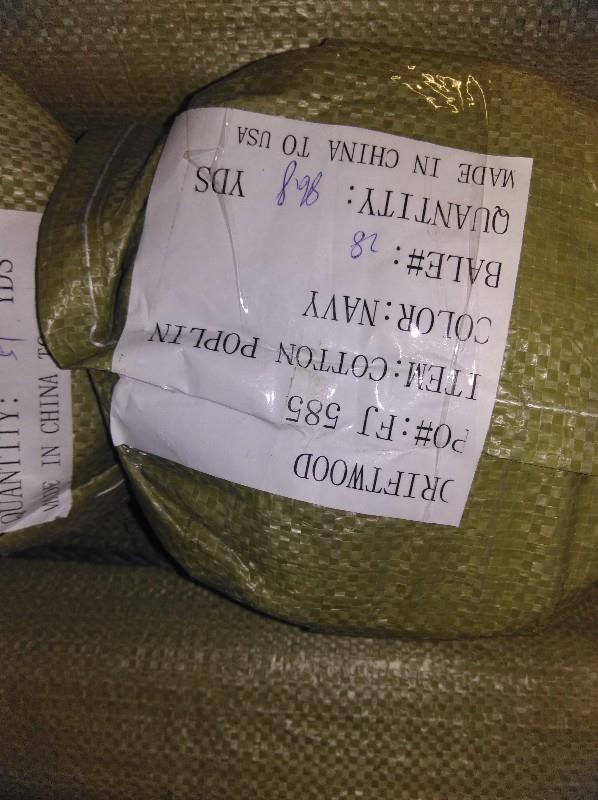 DRIFTWOOD
PO#:FJ 585
ITEM:COTTON POPLIN
COLOR:NAVY
BALE#: 28
QUANTITY: YDS
MADE IN CHINA TO USA
QUANTITY: YDS
MADE IN CHINA TO